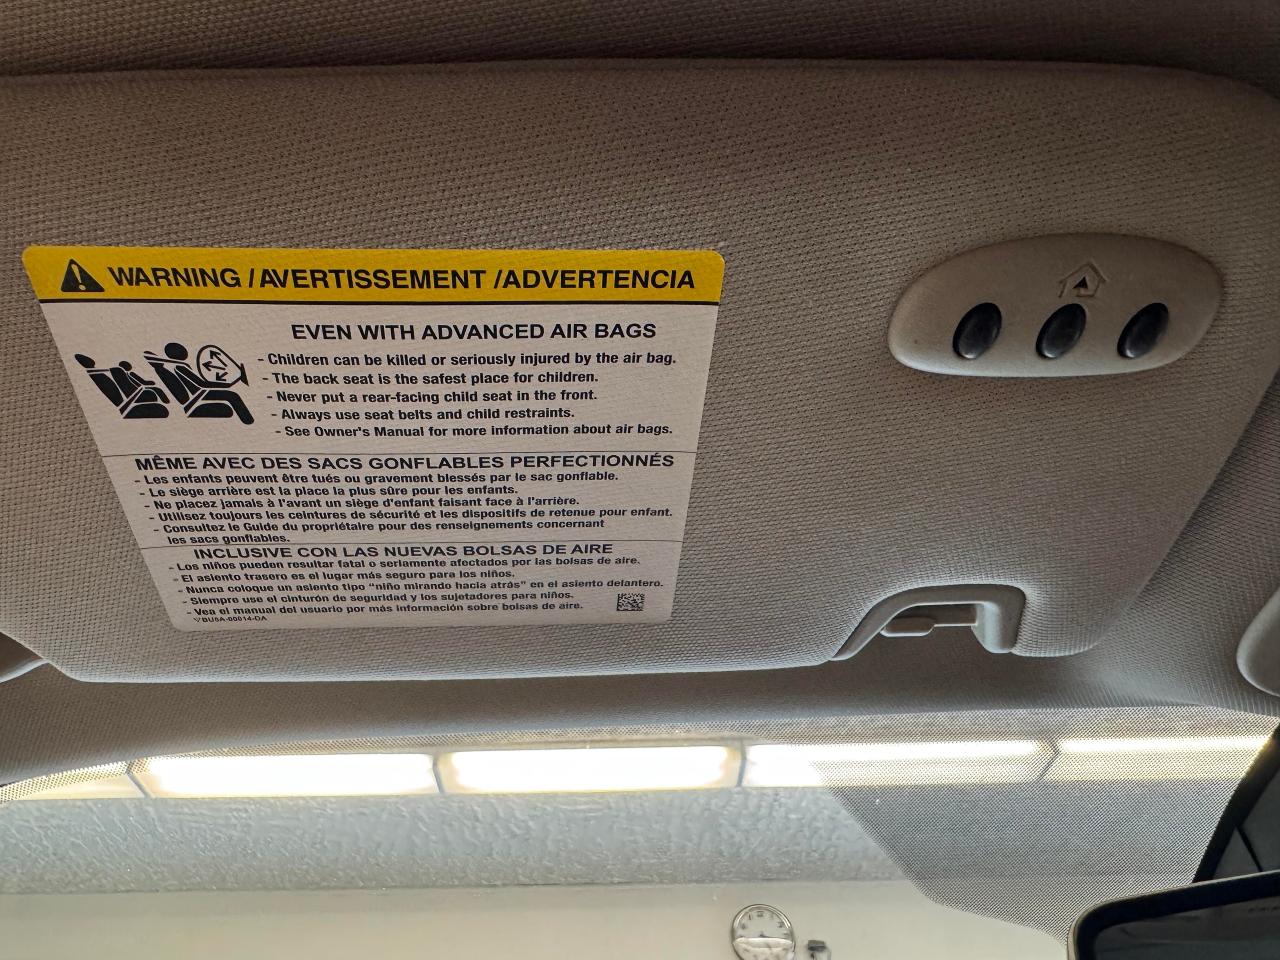 WARNING / AVERTISSEMENT / ADVERTENCIA
EVEN WITH ADVANCED AIR BAGS
- Children can be killed or seriously injured by the air bag.
- The back seat is the safest place for children.
- Never put a rear-facing child seat in the front.
- Always use seat belts and child restraints.
- See Owner's Manual for more information about air bags.
MÊME AVEC DES SACS GONFLABLES PERFECTIONNÉS
- Les enfants peuvent être tués ou gravement blessés par le sac gonflable.
- Le siège arrière est la place la plus sûre pour les enfants.
- Ne placez jamais à l'avant un siège d'enfant faisant face à l'arrière.
- Utilisez toujours les ceintures de sécurité et les dispositifs de retenue pour enfant.
- Consultez le Guide du propriétaire pour des renseignements concernant
les sacs gonflables.
INCLUSIVE CON LAS NUEVAS BOLSAS DE AIRE
- Los niños pueden resultar fatal o seriamente afectados por las bolsas de aire.
- El asiento trasero es el lugar más seguro para los niños.
- Nunca coloque un asiento tipo "niño mirando hacia atrás" en el asiento delantero.
- Siempre use el cinturón de seguridad y los sujetadores para niños.
- Vea el manual del usuario por más información sobre bolsas de aire.